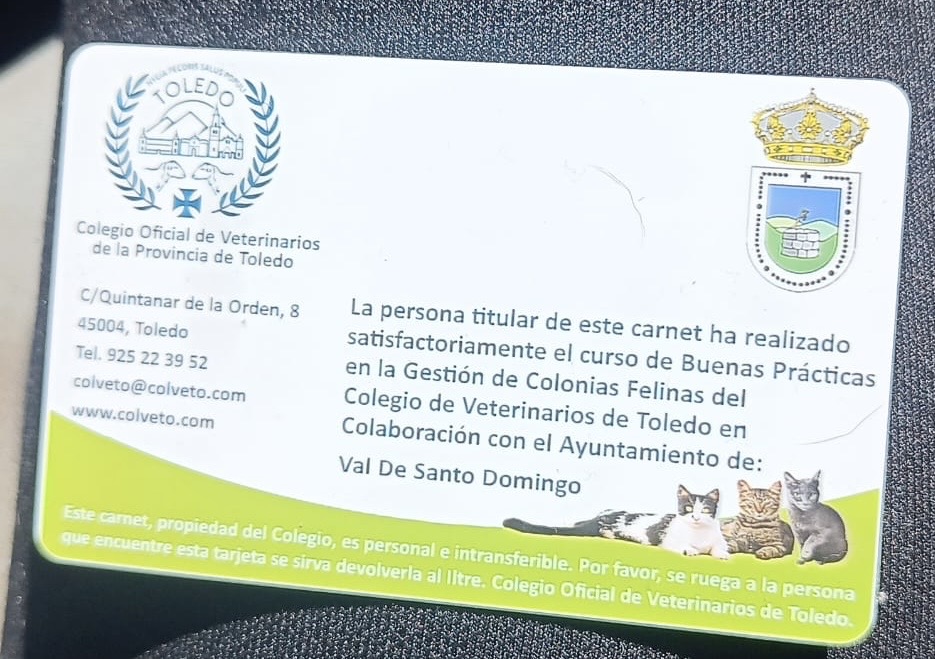 HYGIA PECORIS SALUS POPULI
TOLEDO
Colegio Oficial de Veterinarios
de la Provincia de Toledo
C/Quintanar de la Orden, 8
45004, Toledo
Tel. 925 22 39 52
colveto@colveto.com
www.colveto.com
La persona titular de este carnet ha realizado
satisfactoriamente el curso de Buenas Prácticas
en la Gestión de Colonias Felinas del
Colegio de Veterinarios de Toledo en
Colaboración con el Ayuntamiento de:
Val De Santo Domingo
Este carnet, propiedad del Colegio, es personal e intransferible. Por favor, se ruega a la persona
que encuentre esta tarjeta se sirva devolverla al Iltre. Colegio Oficial de Veterinarios de Toledo.